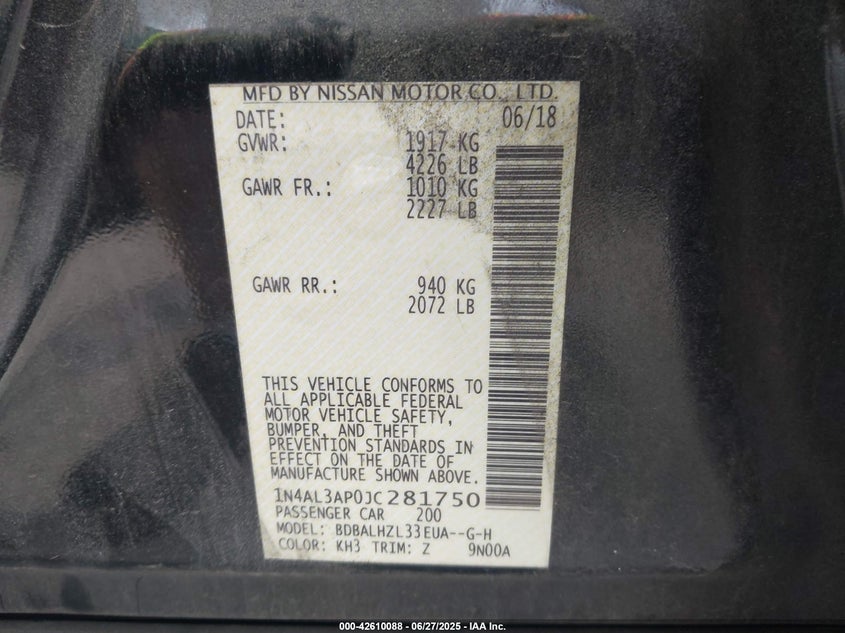 MFD BY NISSAN MOTOR CO., LTD.
DATE: 06/18
GVWR: 1917 KG
4226 LB
GAWR FR.: 1010 KG
2227 LB
GAWR RR.: 940 KG
2072 LB
THIS VEHICLE CONFORMS TO
ALL APPLICABLE FEDERAL
MOTOR VEHICLE SAFETY,
BUMPER, AND THEFT
PREVENTION STANDARDS IN
EFFECT ON THE DATE OF
MANUFACTURE SHOWN ABOVE.
1N4AL3AP0JC281750
PASSENGER CAR 200
MODEL: BDBALHZL33EUA--G-H
COLOR: KH3 TRIM: Z 9N00A
000-42610088 - 06/27/2025 - IAA Inc.